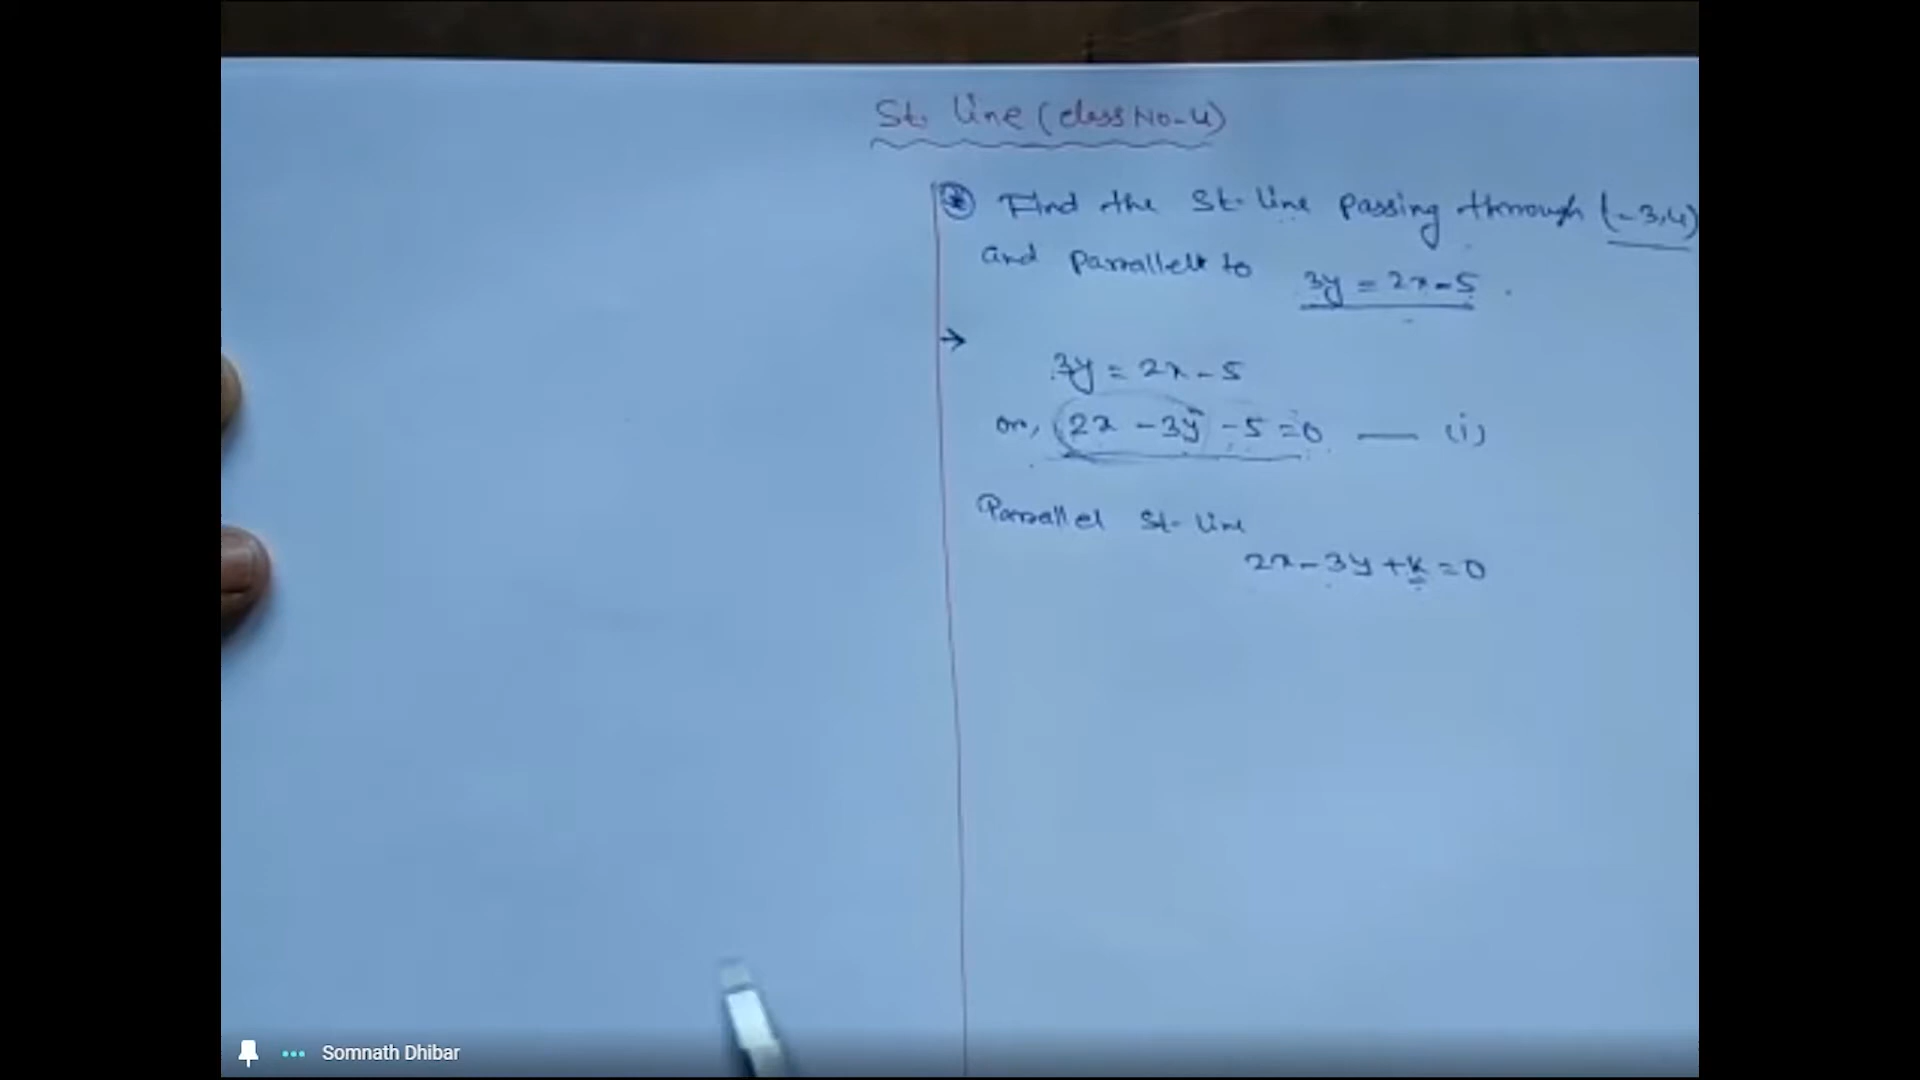 St. line (class No-4)
* Find the St. line passing through (-3,4)
and parallel to 3y = 2x-5.
→
3y = 2x - 5
or, 2x - 3y - 5 = 0 —— (i)
Parallel St- line
2x - 3y + k = 0
Somnath Dhibar